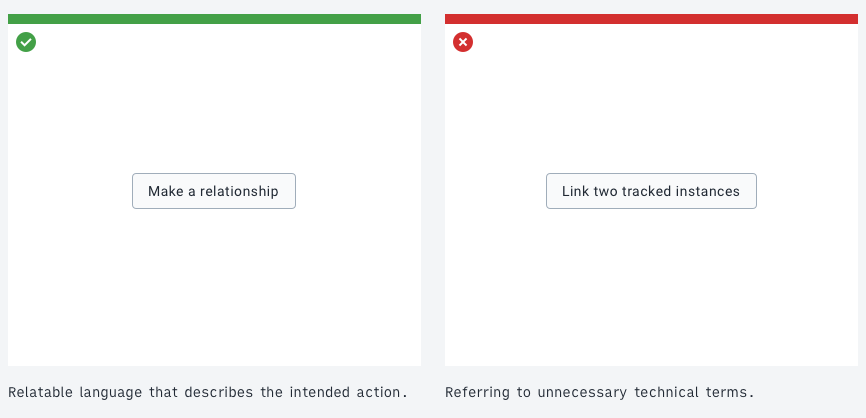 Make a relationship
Link two tracked instances
Relatable language that describes the intended action.
Referring to unnecessary technical terms.